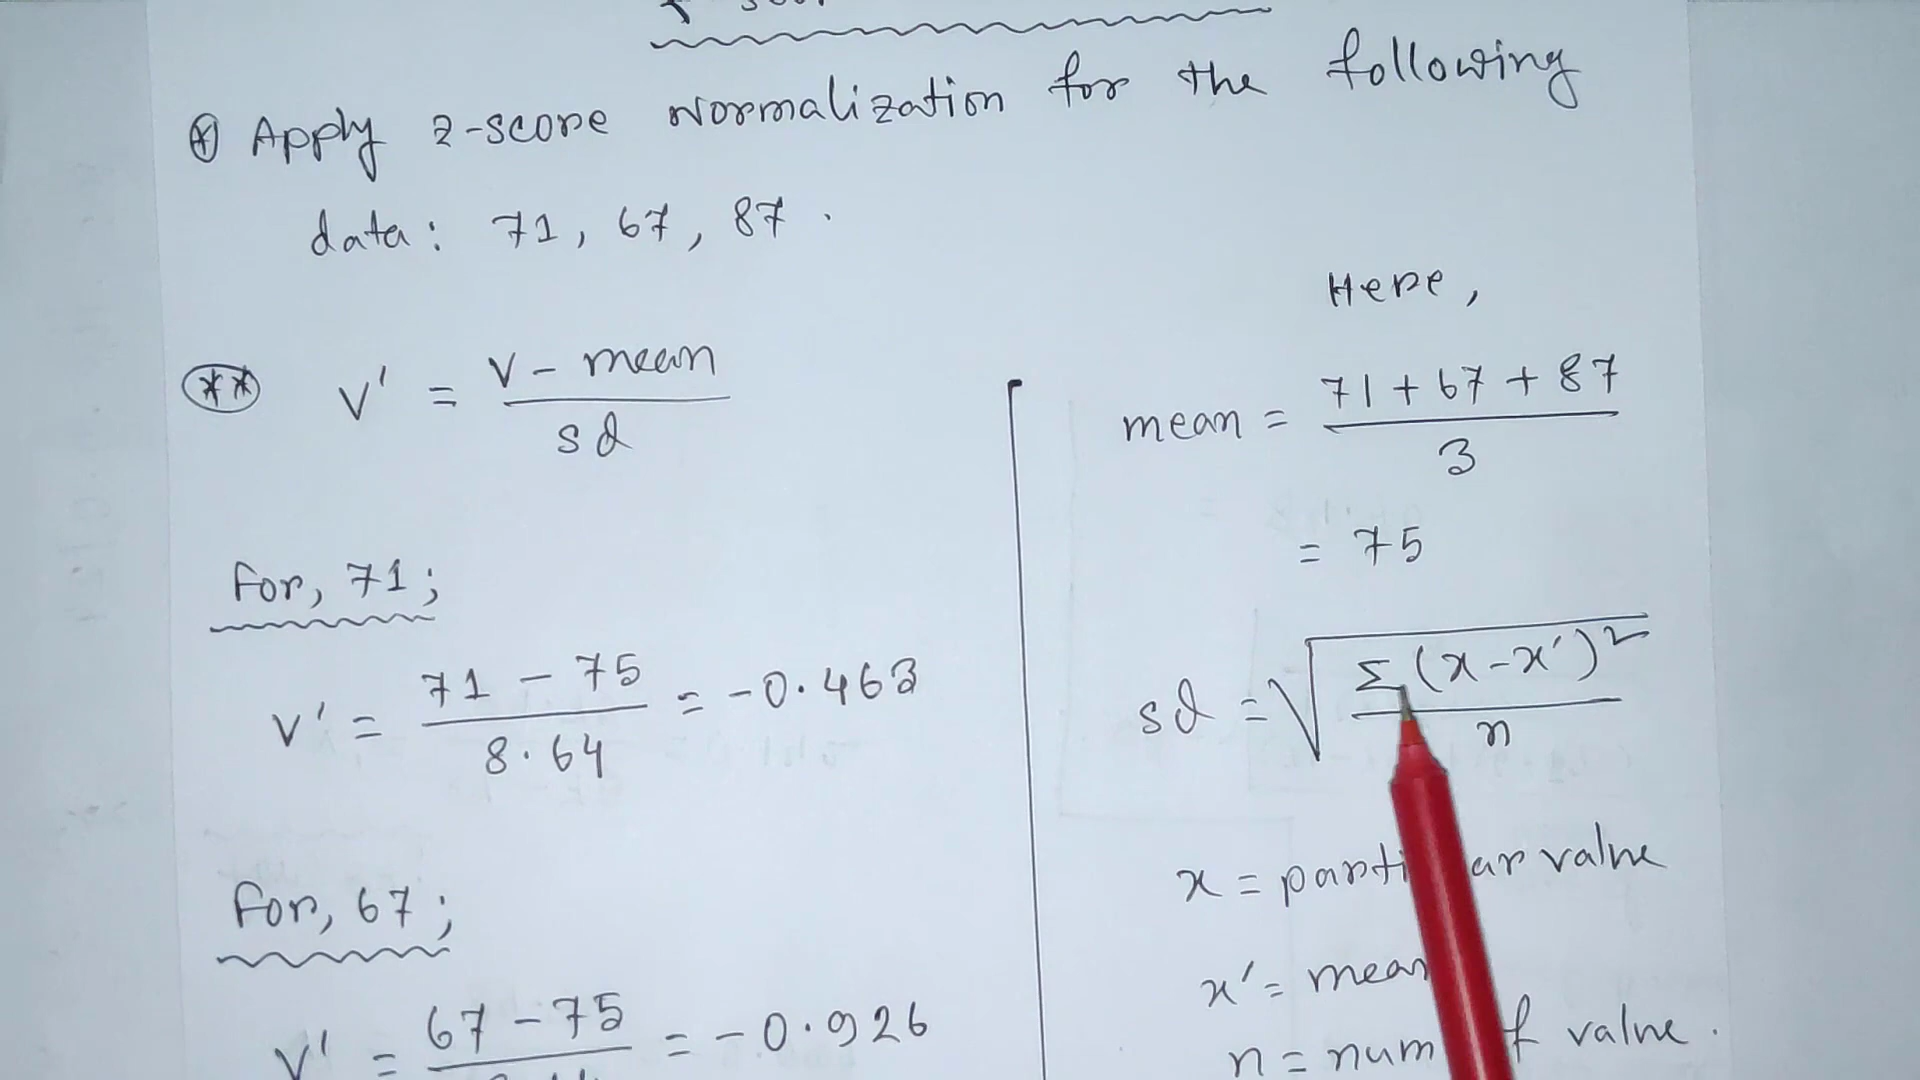 Apply z-score Normalization for the following
data: 71, 67, 87.
** v' = v - mean / sd
For, 71;
v' = 71 - 75 / 8.64 = -0.463
For, 67;
v' = 67 - 75 = -0.926
Here,
mean = 71 + 67 + 87 / 3
= 75
sd = √ Σ(x - x')² / n
x = parti ar value
x' = mean
n = num f value.